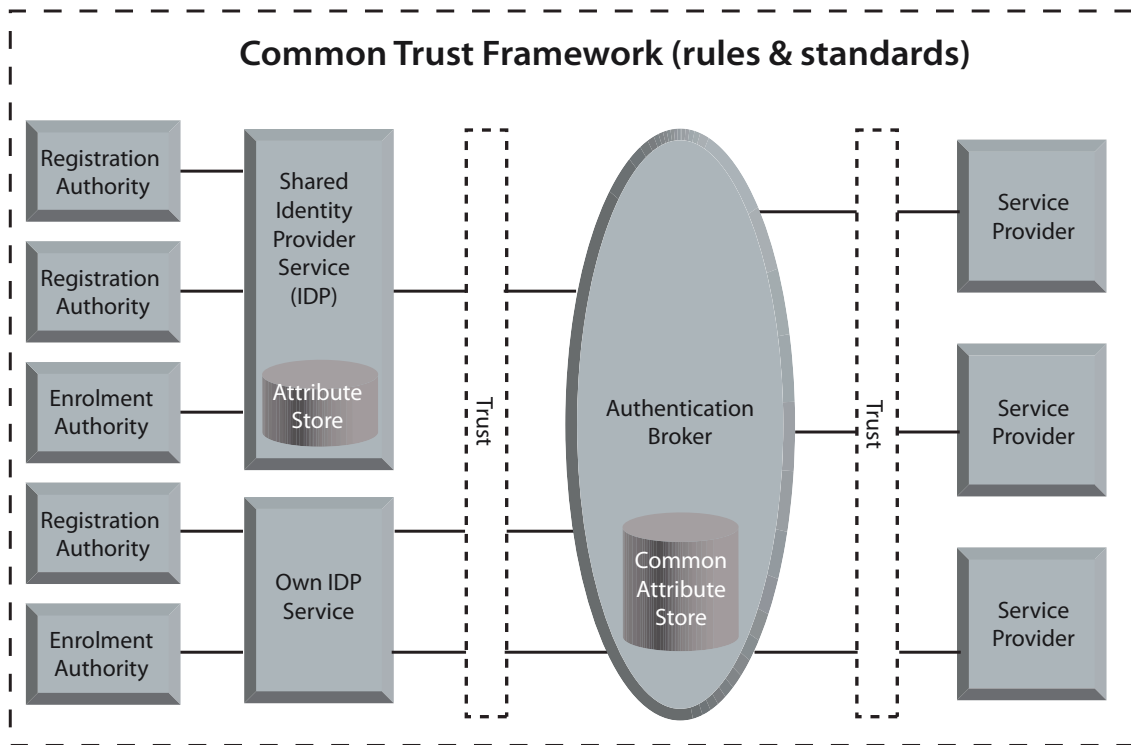 Common Trust Framework (rules & standards)
Registration
Authority
Registration
Authority
Enrolment
Authority
Registration
Authority
Enrolment
Authority
Shared
Identity
Provider
Service
(IDP)
Attribute
Store
Own IDP
Service
Trust
Authentication
Broker
Common
Attribute
Store
Trust
Service
Provider
Service
Provider
Service
Provider